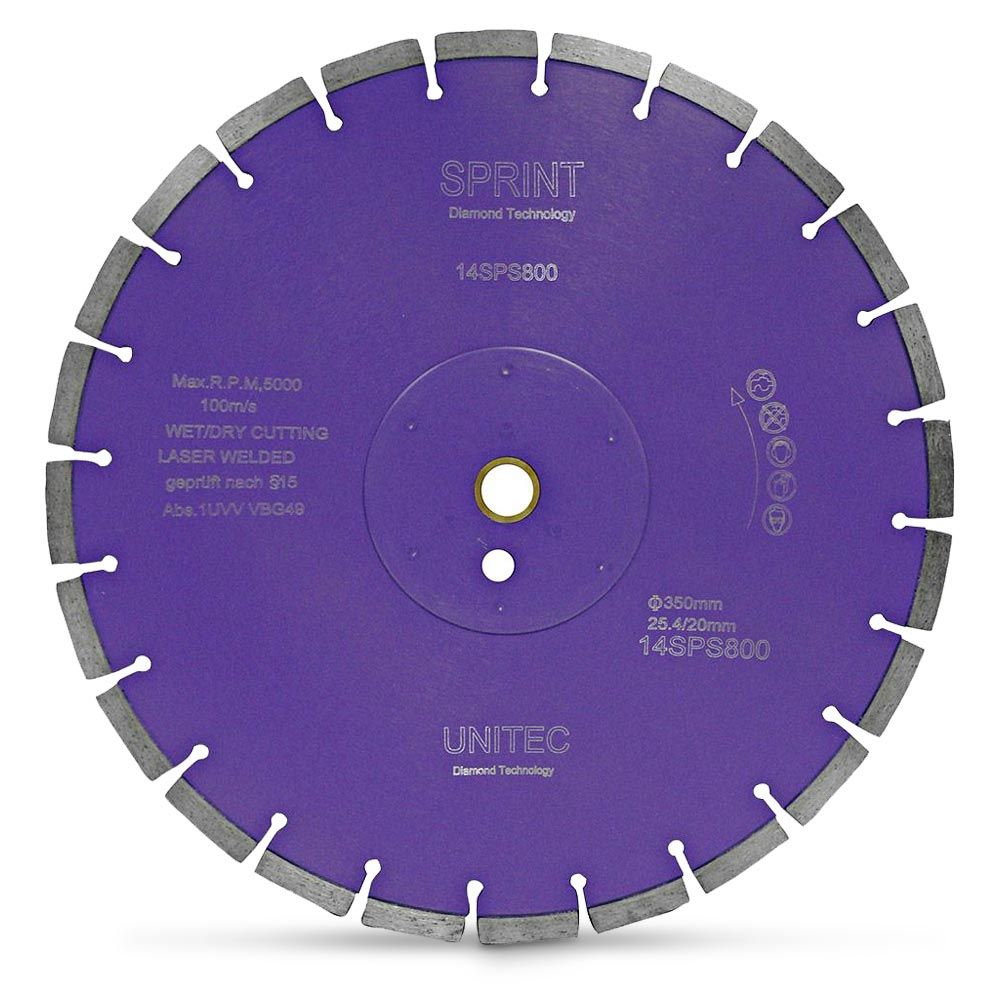 SPRINT
Diamond Technology
14SPS800
Max.R.P.M,5000
100m/s
WET/DRY CUTTING
LASER WELDED
geprüft nach §15
Abs.1UVV VBG49
Φ350mm
25.4/20mm
14SPS800
UNITEC
Diamond Technology